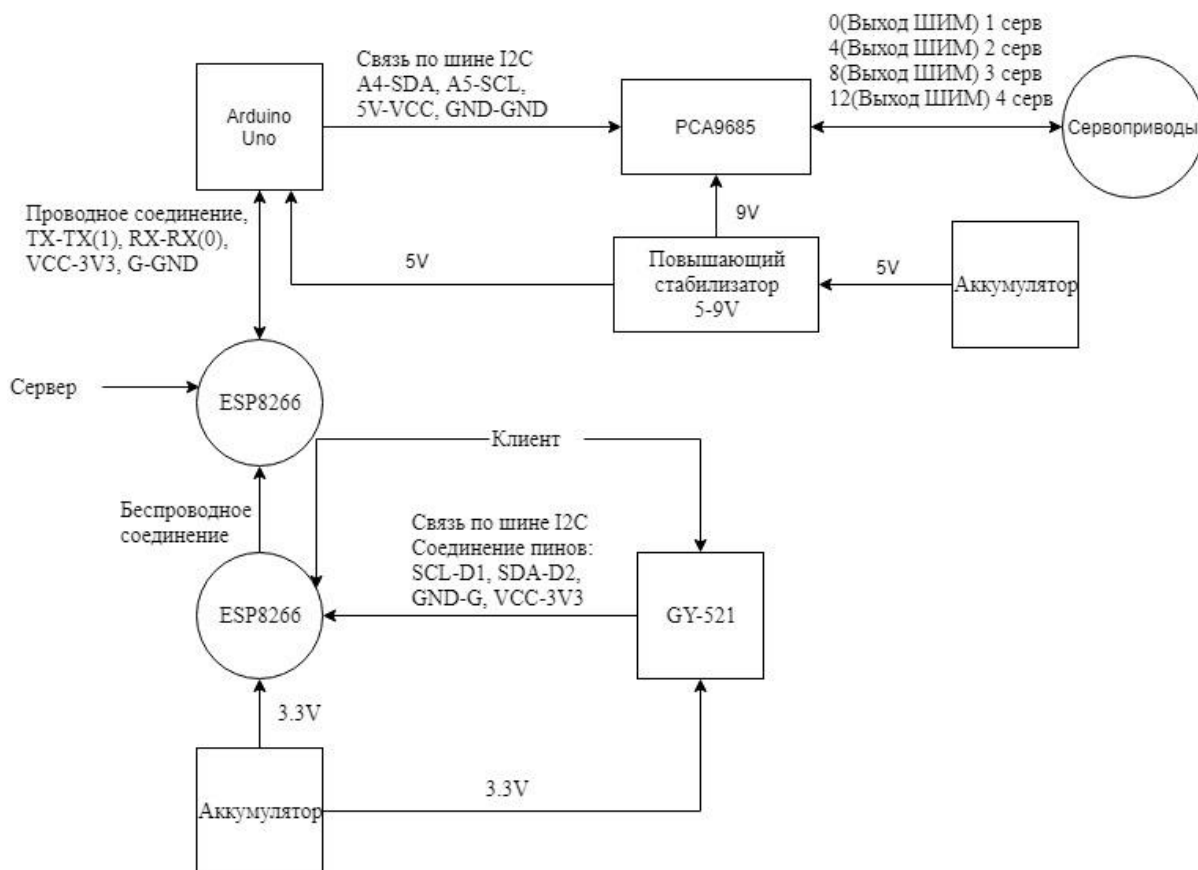 0(Выход ШИМ) 1 серв
4(Выход ШИМ) 2 серв
8(Выход ШИМ) 3 серв
12(Выход ШИМ) 4 серв
Связь по шине I2C
A4-SDA, A5-SCL,
5V-VCC, GND-GND
Arduino
Uno
PCA9685
Сервоприводы
Проводное соединение,
TX-TX(1), RX-RX(0),
VCC-3V3, G-GND
9V
5V
Повышающий
стабилизатор
5-9V
5V
Аккумулятор
Сервер
ESP8266
Клиент
Беспроводное
соединение
Связь по шине I2C
Соединение пинов:
SCL-D1, SDA-D2,
GND-G, VCC-3V3
ESP8266
GY-521
3.3V
3.3V
Аккумулятор